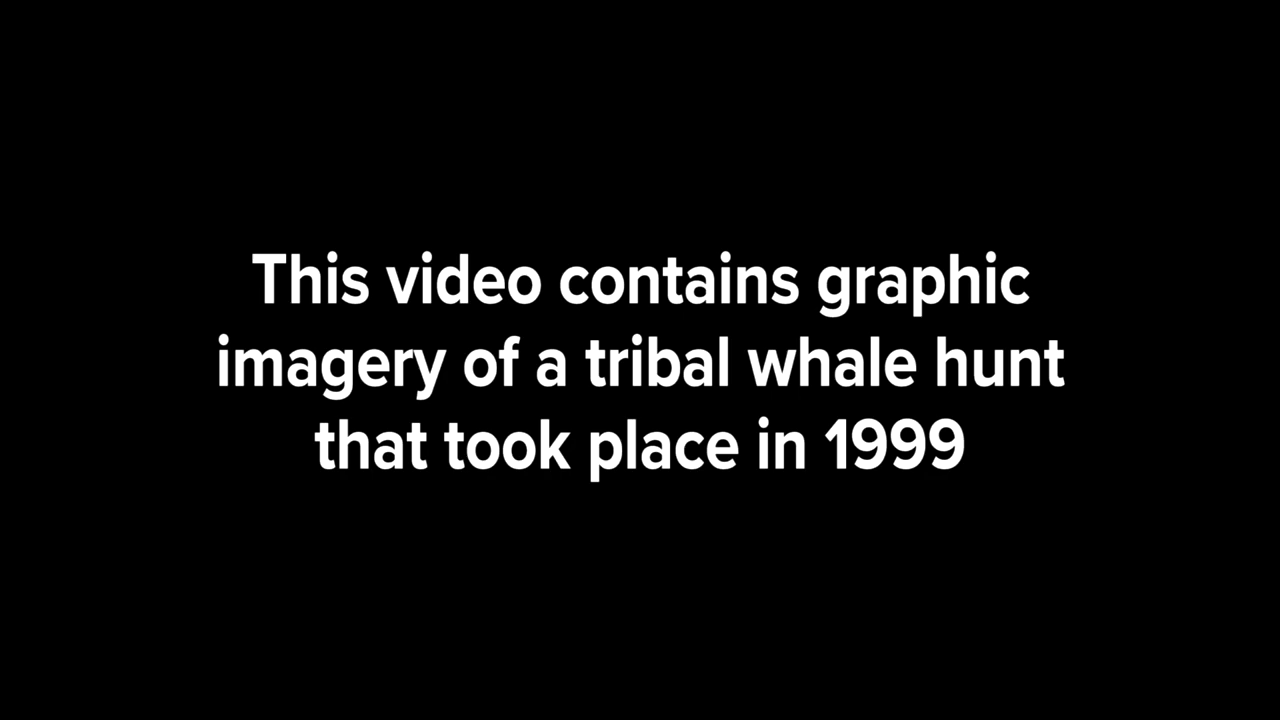 This video contains graphic
imagery of a tribal whale hunt
that took place in 1999